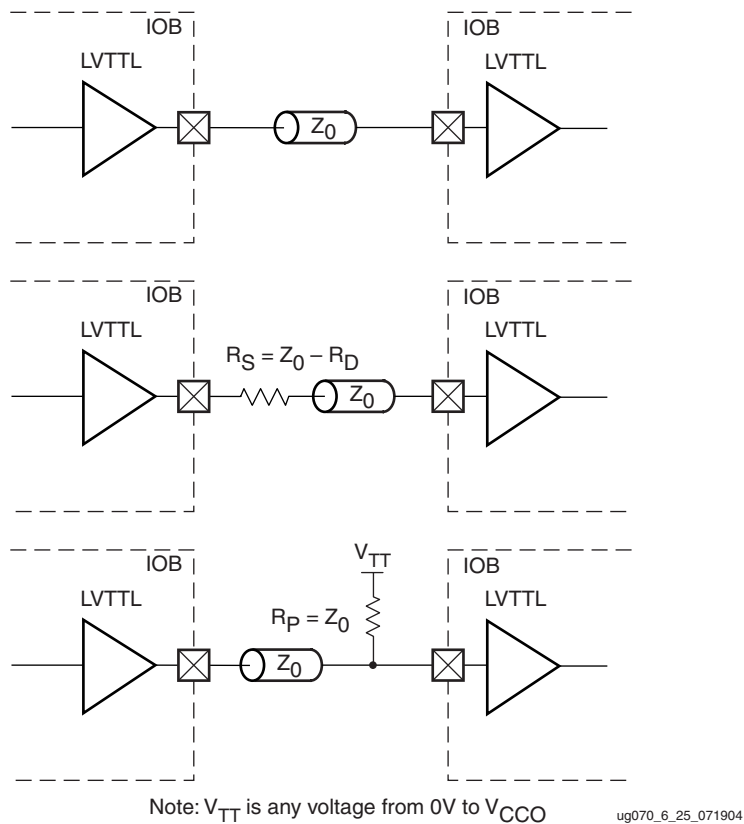 IOB IOB
LVTTL LVTTL
Z0
IOB IOB
LVTTL LVTTL
RS = Z0 – RD
Z0
IOB IOB
VTT
LVTTL LVTTL
RP = Z0
Z0
Note: VTT is any voltage from 0V to VCCO
ug070_6_25_071904